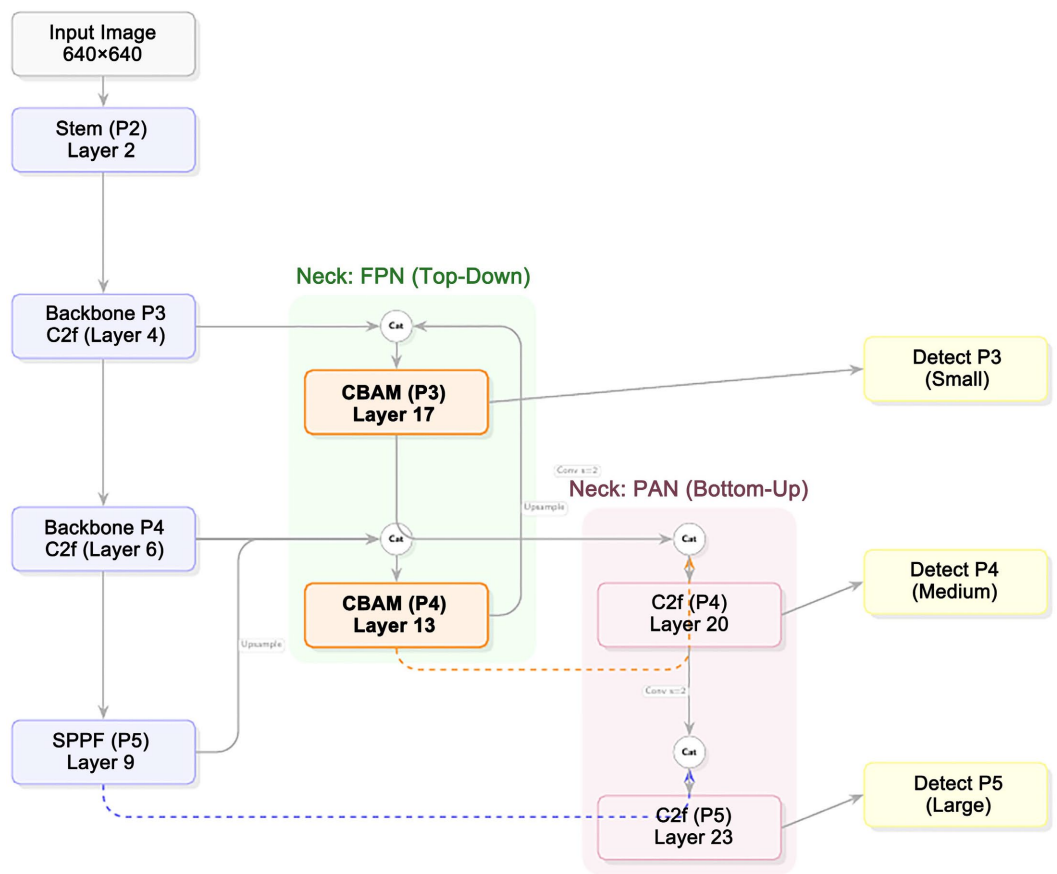 Input Image
640×640
Stem (P2)
Layer 2
Neck: FPN (Top-Down)
Backbone P3
C2f (Layer 4)
Cat
CBAM (P3)
Layer 17
Detect P3
(Small)
Conv s=2
Upsample
Neck: PAN (Bottom-Up)
Backbone P4
C2f (Layer 6)
Cat
Cat
CBAM (P4)
Layer 13
C2f (P4)
Layer 20
Detect P4
(Medium)
Upsample
Conv s=2
SPPF (P5)
Layer 9
Cat
C2f (P5)
Layer 23
Detect P5
(Large)